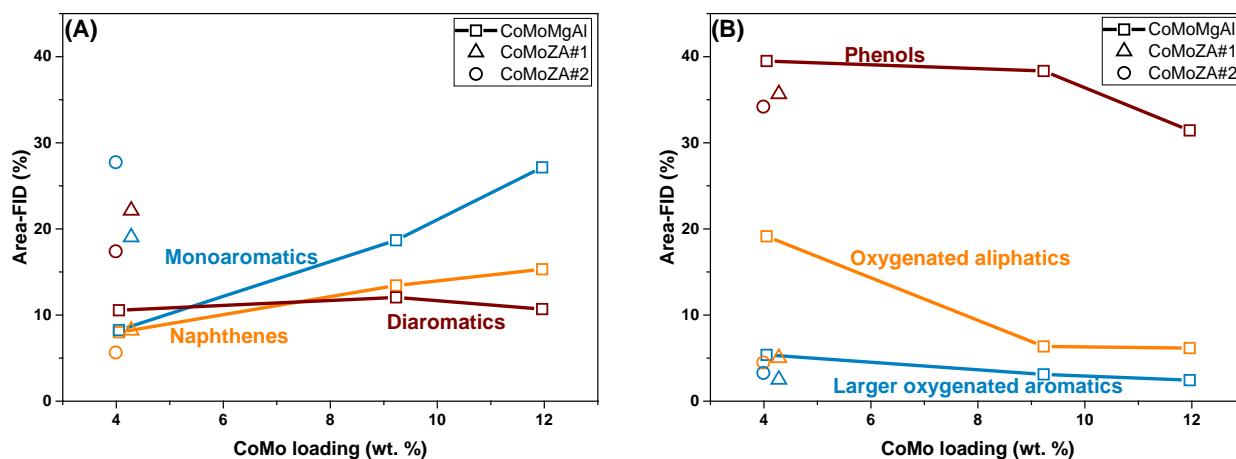 (A)
CoMoMgAl
CoMoZA#1
CoMoZA#2
40
30
20
10
0
Area-FID (%)
Monoaromatics
Naphthenes
Diaromatics
4
6
8
10
12
CoMo loading (wt. %)
(B)
CoMoMgAl
CoMoZA#1
CoMoZA#2
40
30
20
10
0
Area-FID (%)
Phenols
Oxygenated aliphatics
Larger oxygenated aromatics
4
6
8
10
12
CoMo loading (wt. %)